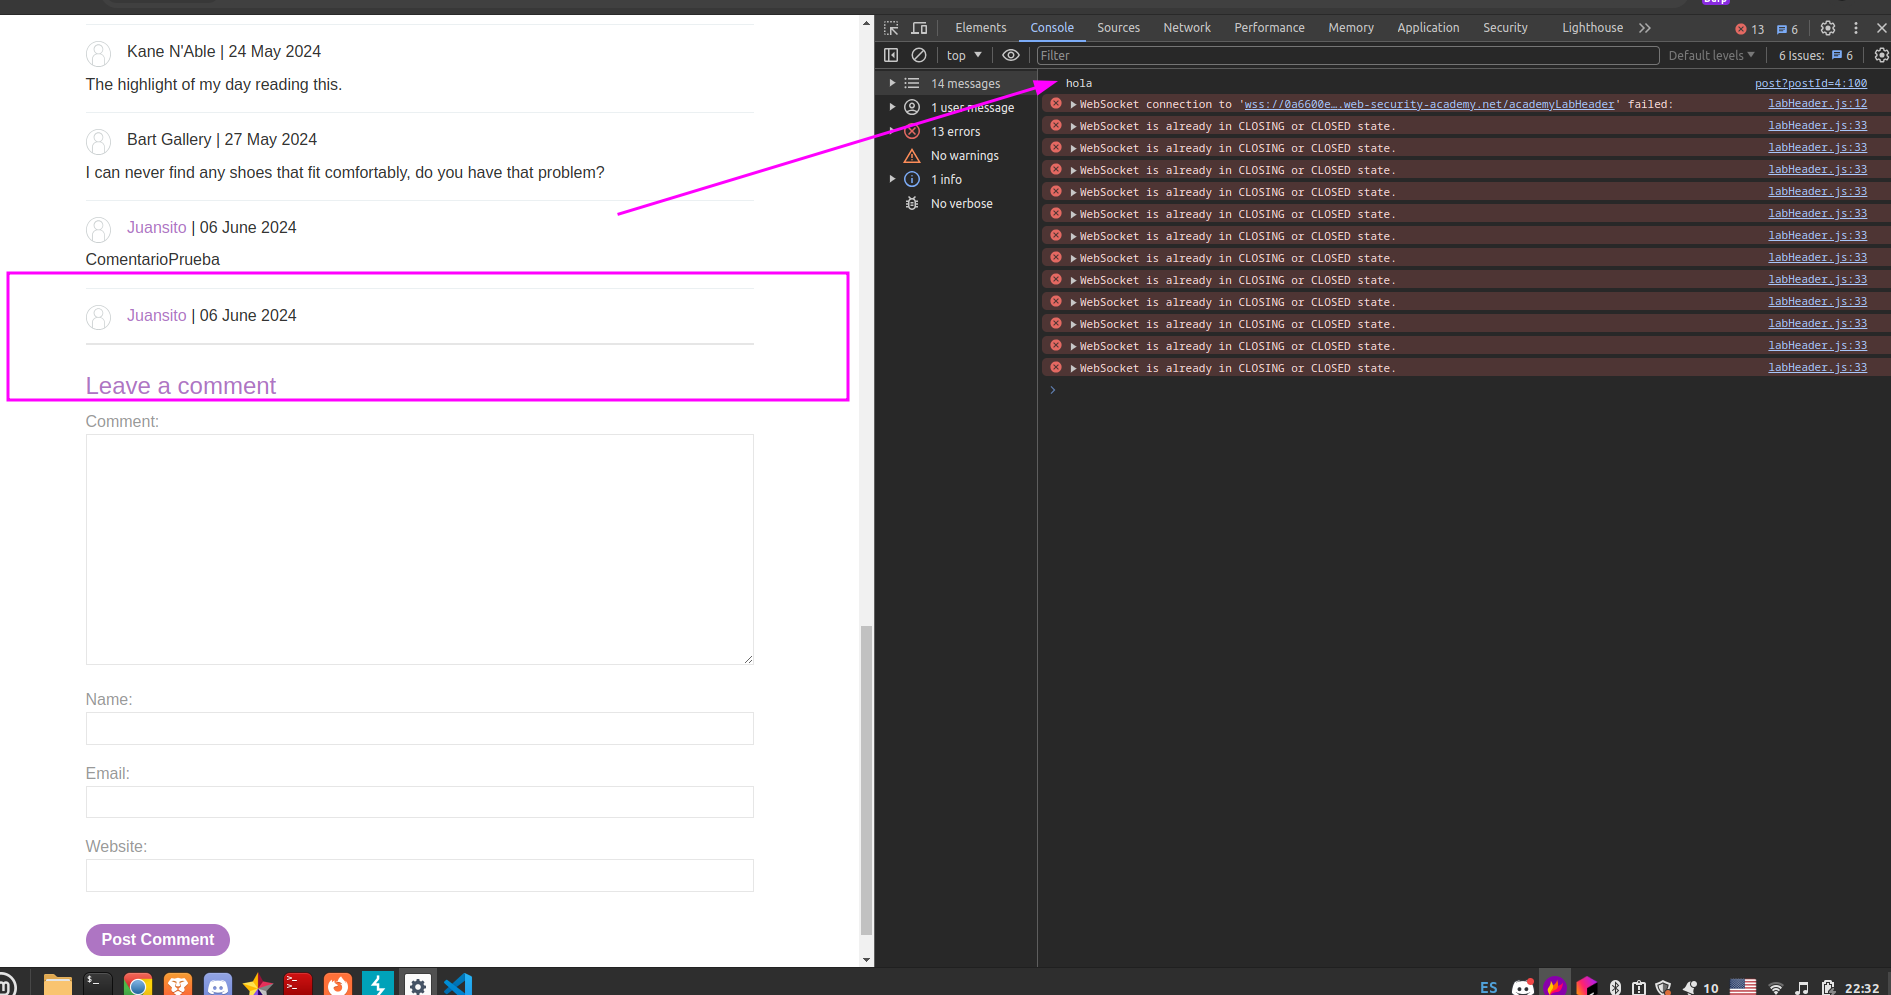 Kane N'Able | 24 May 2024
The highlight of my day reading this.
Bart Gallery | 27 May 2024
I can never find any shoes that fit comfortably, do you have that problem?
Juansito | 06 June 2024
ComentarioPrueba
Juansito | 06 June 2024
Leave a comment
Comment:
Name:
Email:
Website:
Post Comment
Elements Console Sources Network Performance Memory Application Security Lighthouse 13 6
top Filter Default levels 6 Issues: 6
14 messages
1 user message
13 errors
No warnings
1 info
No verbose
hola post?postId=4:100
WebSocket connection to 'wss://0a6600e….web-security-academy.net/academyLabHeader' failed: labHeader.js:12
WebSocket is already in CLOSING or CLOSED state. labHeader.js:33
WebSocket is already in CLOSING or CLOSED state. labHeader.js:33
WebSocket is already in CLOSING or CLOSED state. labHeader.js:33
WebSocket is already in CLOSING or CLOSED state. labHeader.js:33
WebSocket is already in CLOSING or CLOSED state. labHeader.js:33
WebSocket is already in CLOSING or CLOSED state. labHeader.js:33
WebSocket is already in CLOSING or CLOSED state. labHeader.js:33
WebSocket is already in CLOSING or CLOSED state. labHeader.js:33
WebSocket is already in CLOSING or CLOSED state. labHeader.js:33
WebSocket is already in CLOSING or CLOSED state. labHeader.js:33
WebSocket is already in CLOSING or CLOSED state. labHeader.js:33
WebSocket is already in CLOSING or CLOSED state. labHeader.js:33
ES 10 22:32